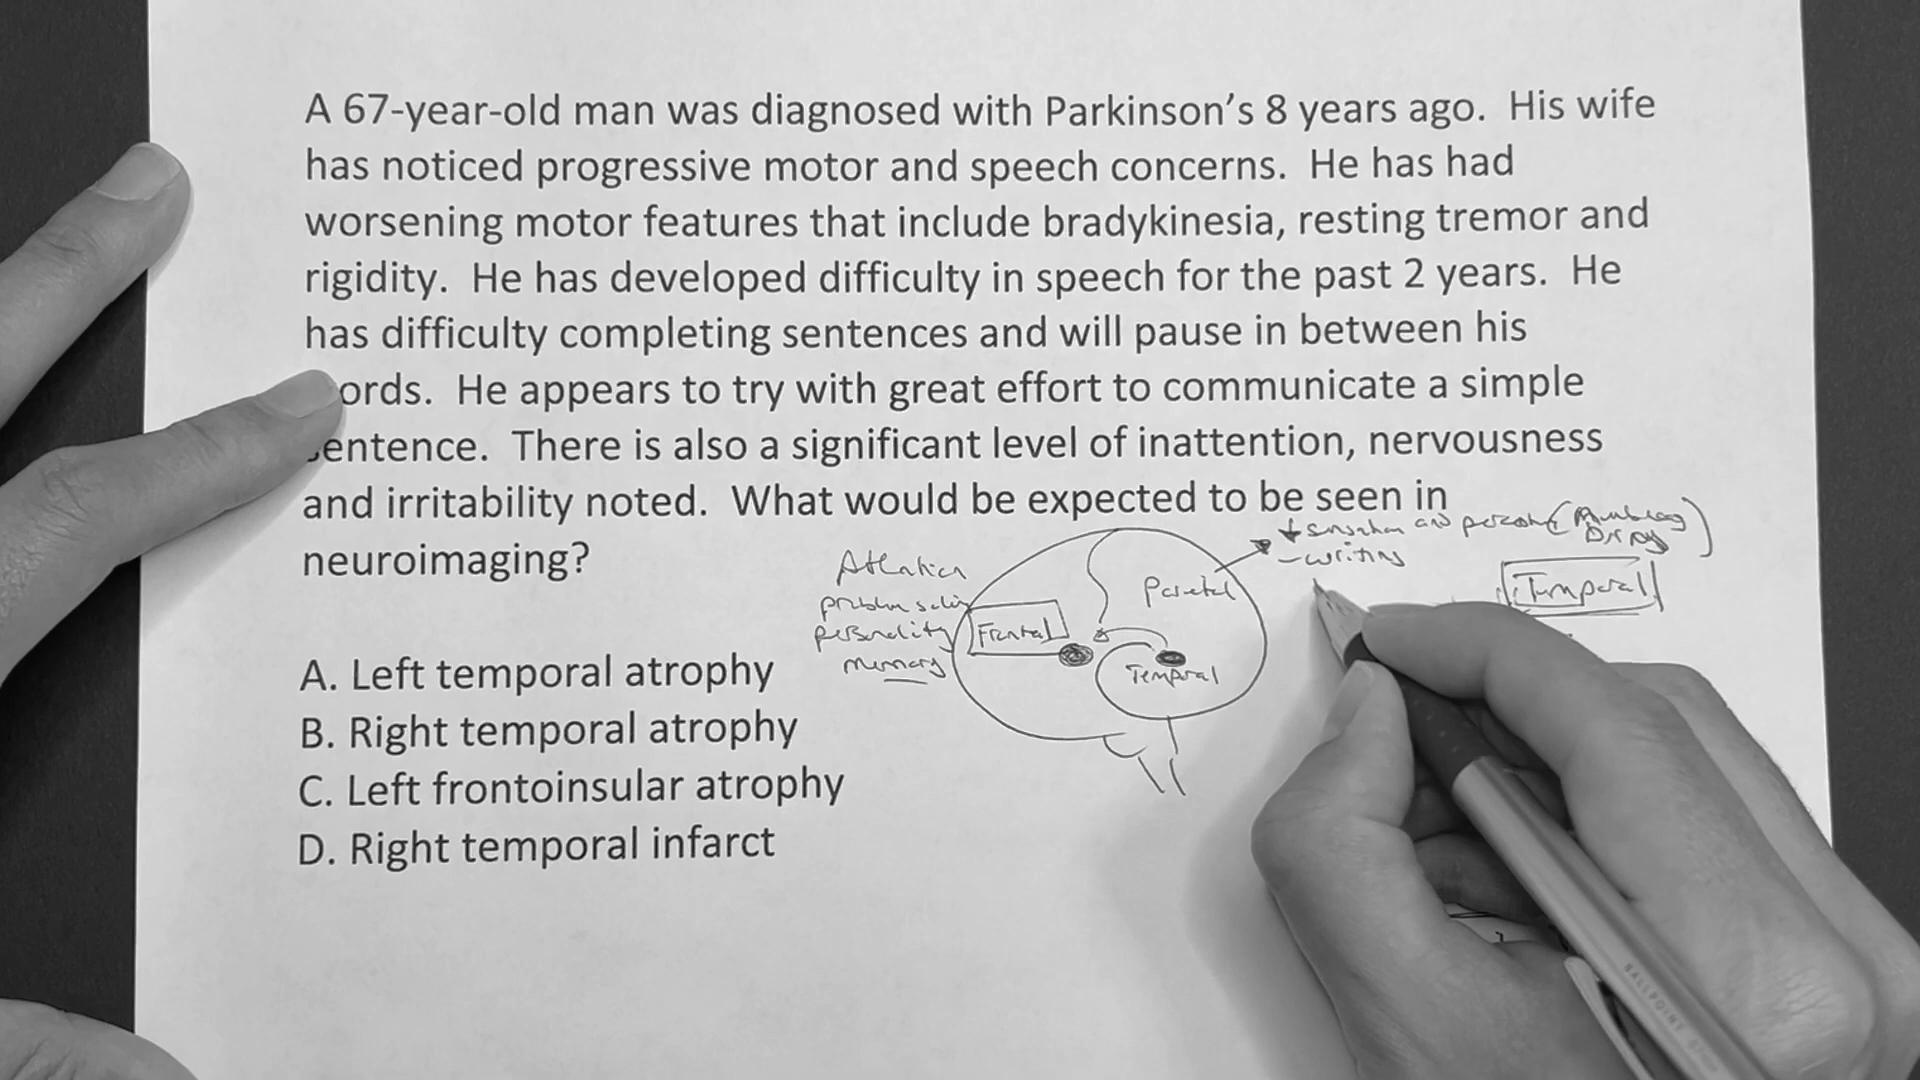 A 67-year-old man was diagnosed with Parkinson's 8 years ago. His wife
has noticed progressive motor and speech concerns. He has had
worsening motor features that include bradykinesia, resting tremor and
rigidity. He has developed difficulty in speech for the past 2 years. He
has difficulty completing sentences and will pause in between his
ords. He appears to try with great effort to communicate a simple
entence. There is also a significant level of inattention, nervousness
and irritability noted. What would be expected to be seen in
neuroimaging?
sensation and
- writing
Attention
problem solving
personality
memory
Frontal
Parietal
Temporal
Temporal
A. Left temporal atrophy
B. Right temporal atrophy
C. Left frontoinsular atrophy
D. Right temporal infarct
BALLPOINT